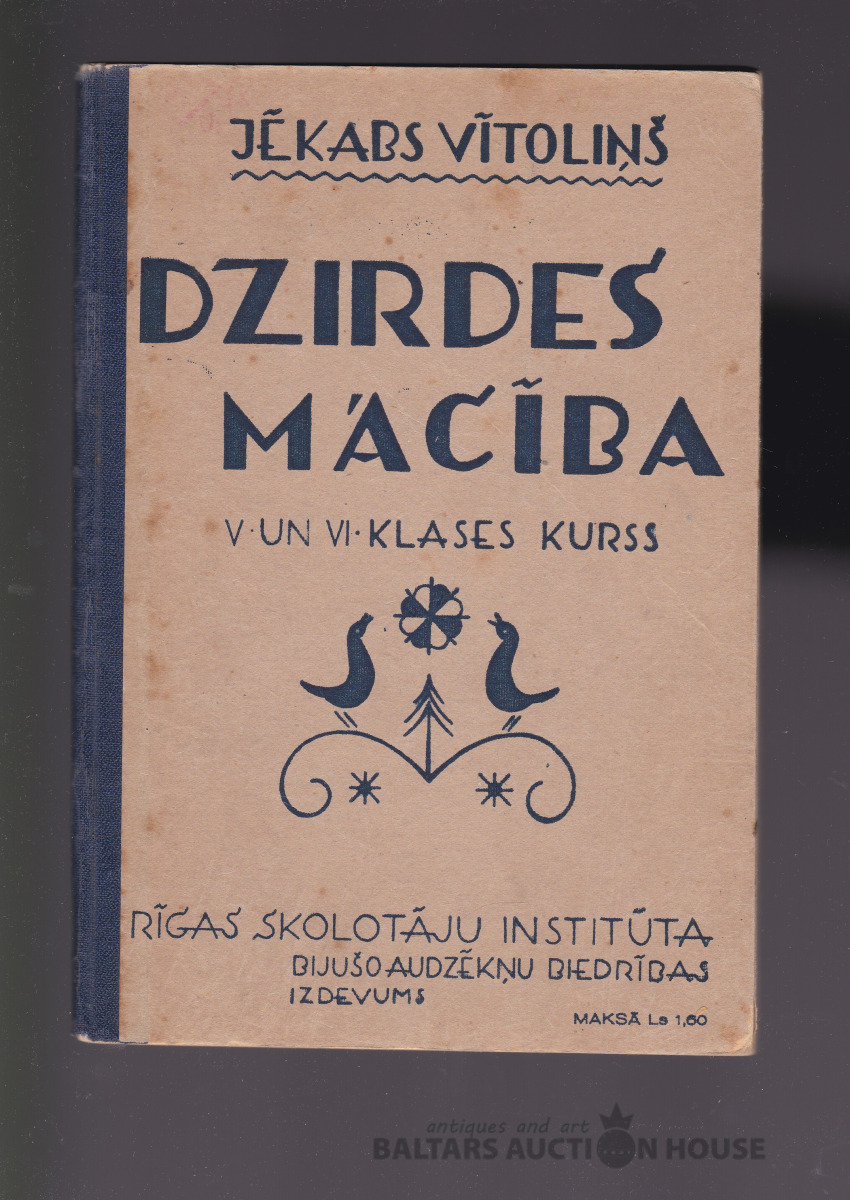 JĒKABS VĪTOLIŅŠ
DZIRDES
MĀCĪBA
V·UN VI·KLASES KURSS
RĪGAS SKOLOTĀJU INSTITŪTA
BIJUŠO AUDZĒKŅU BIEDRĪBAS
IZDEVUMS
MAKSĀ Ls 1,60
antiques and art
BALTARS AUCTION HOUSE